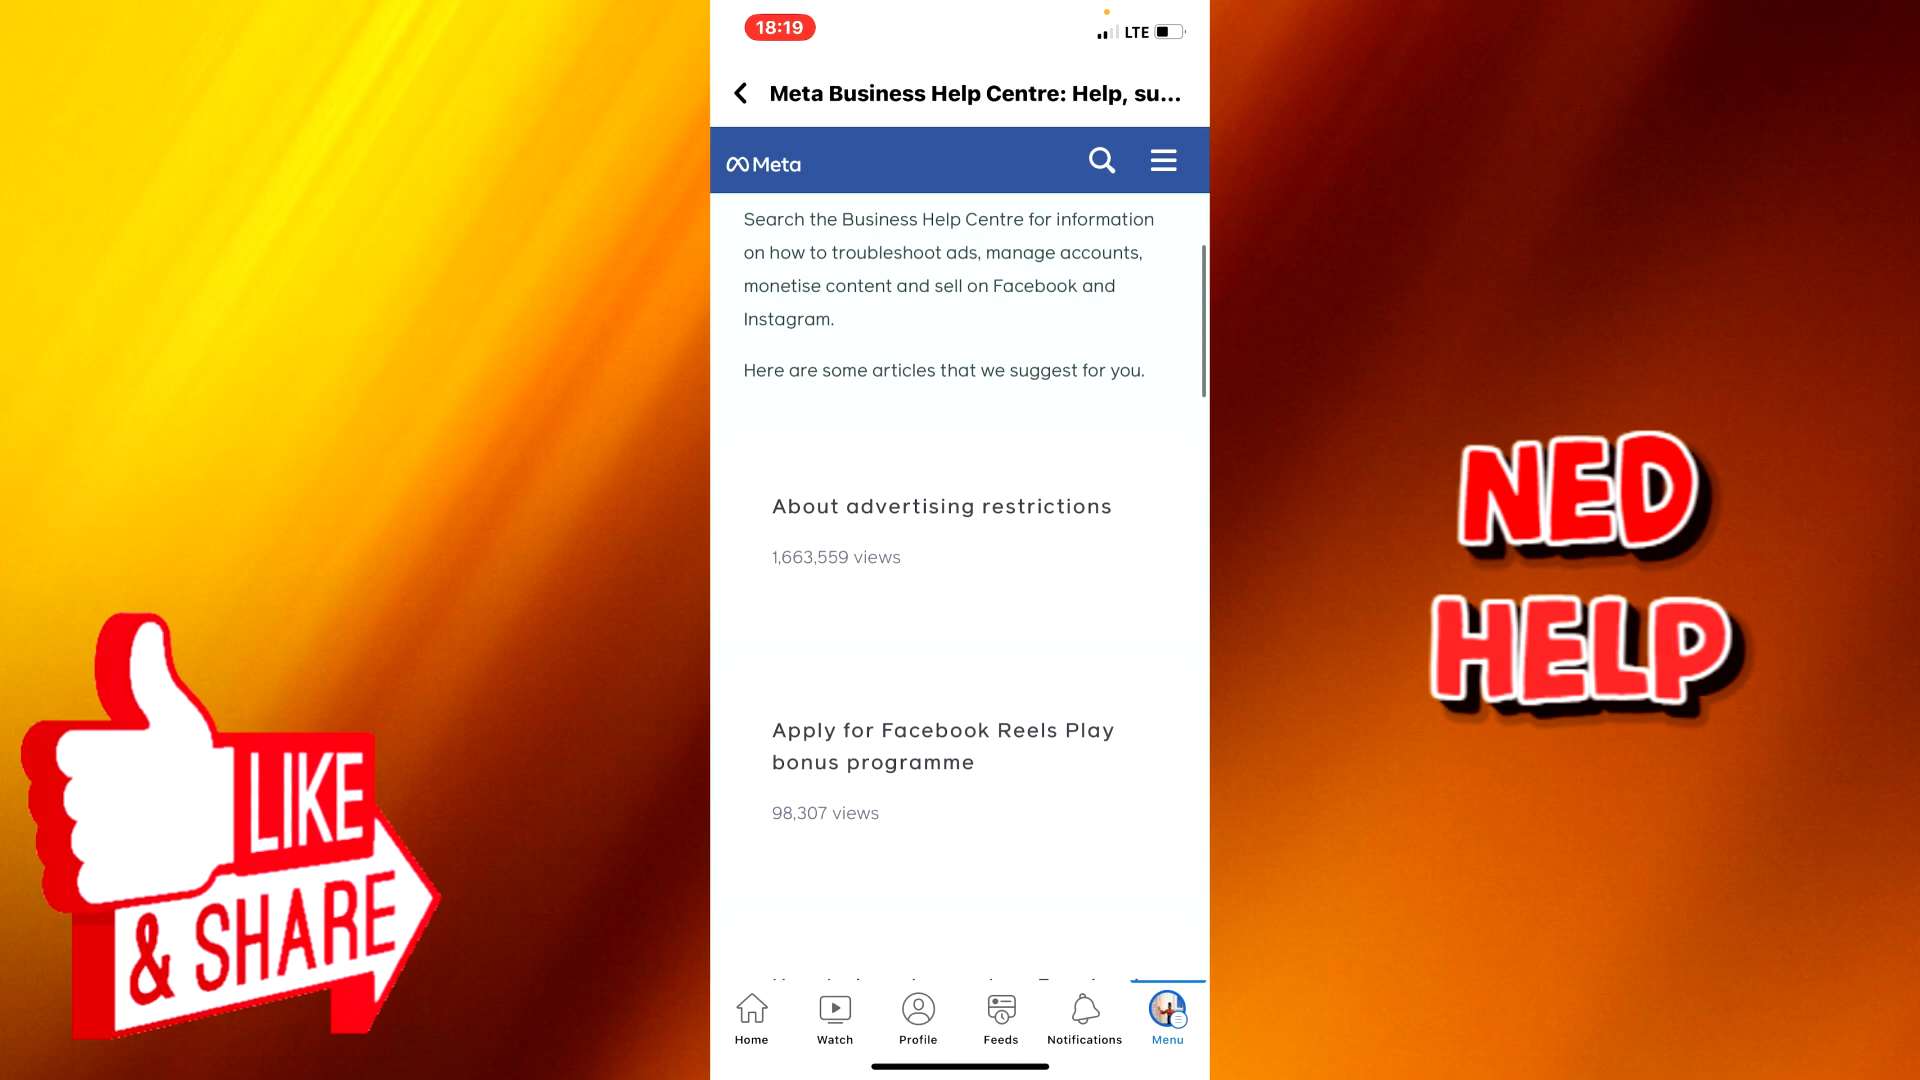 18:19
LTE
Meta Business Help Centre: Help, su...
Meta
Search the Business Help Centre for information
on how to troubleshoot ads, manage accounts,
monetise content and sell on Facebook and
Instagram.
Here are some articles that we suggest for you.
About advertising restrictions
1,663,559 views
Apply for Facebook Reels Play
bonus programme
98,307 views
Home
Watch
Profile
Feeds
Notifications
Menu
LIKE
& SHARE
NED
HELP